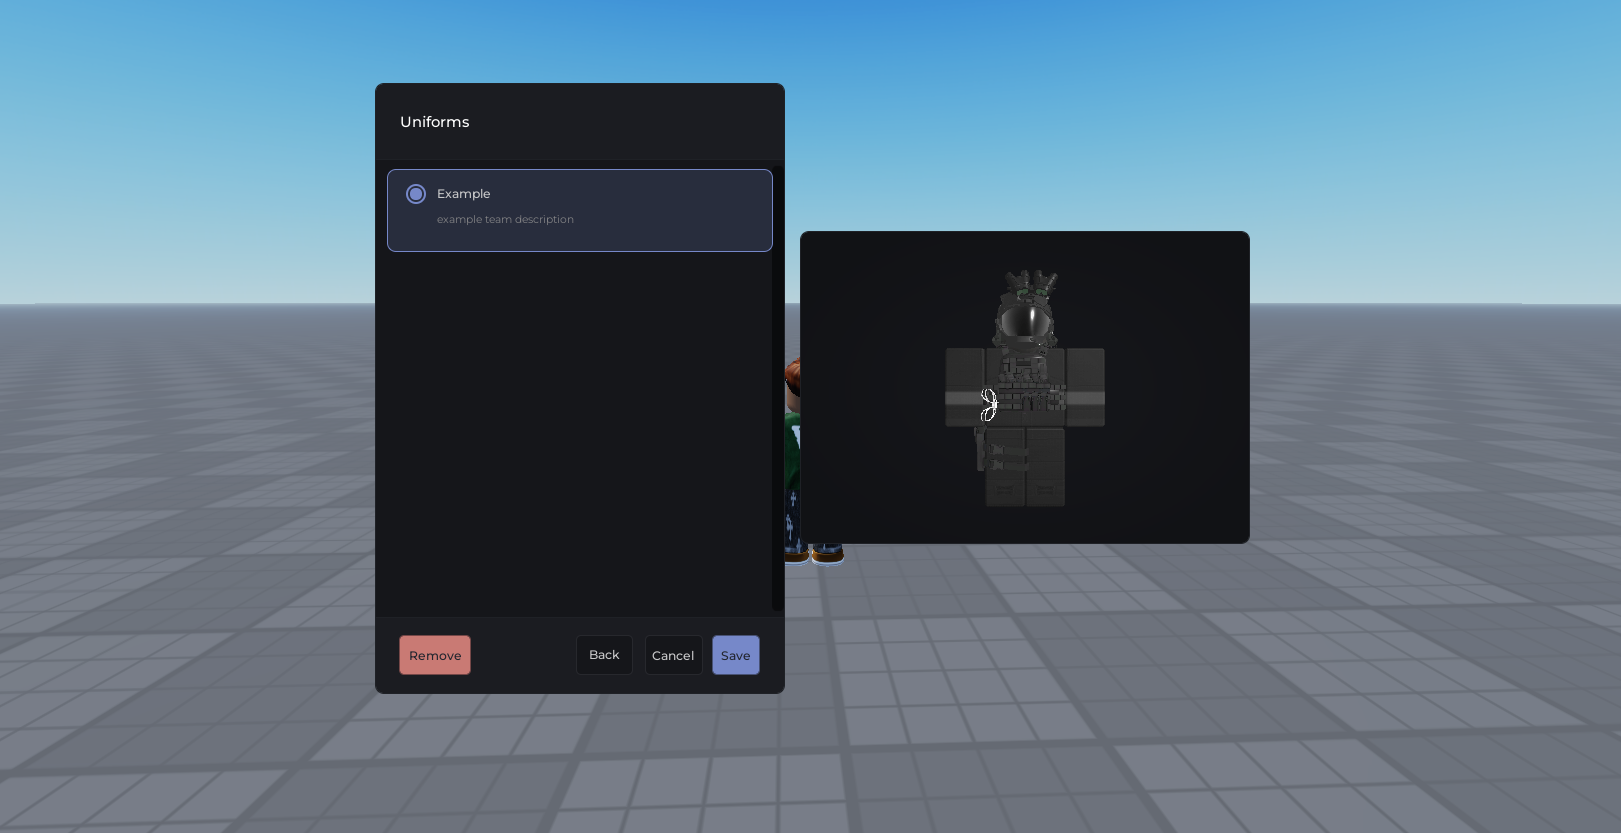 Uniforms
Example
example team description
Remove
Back
Cancel
Save